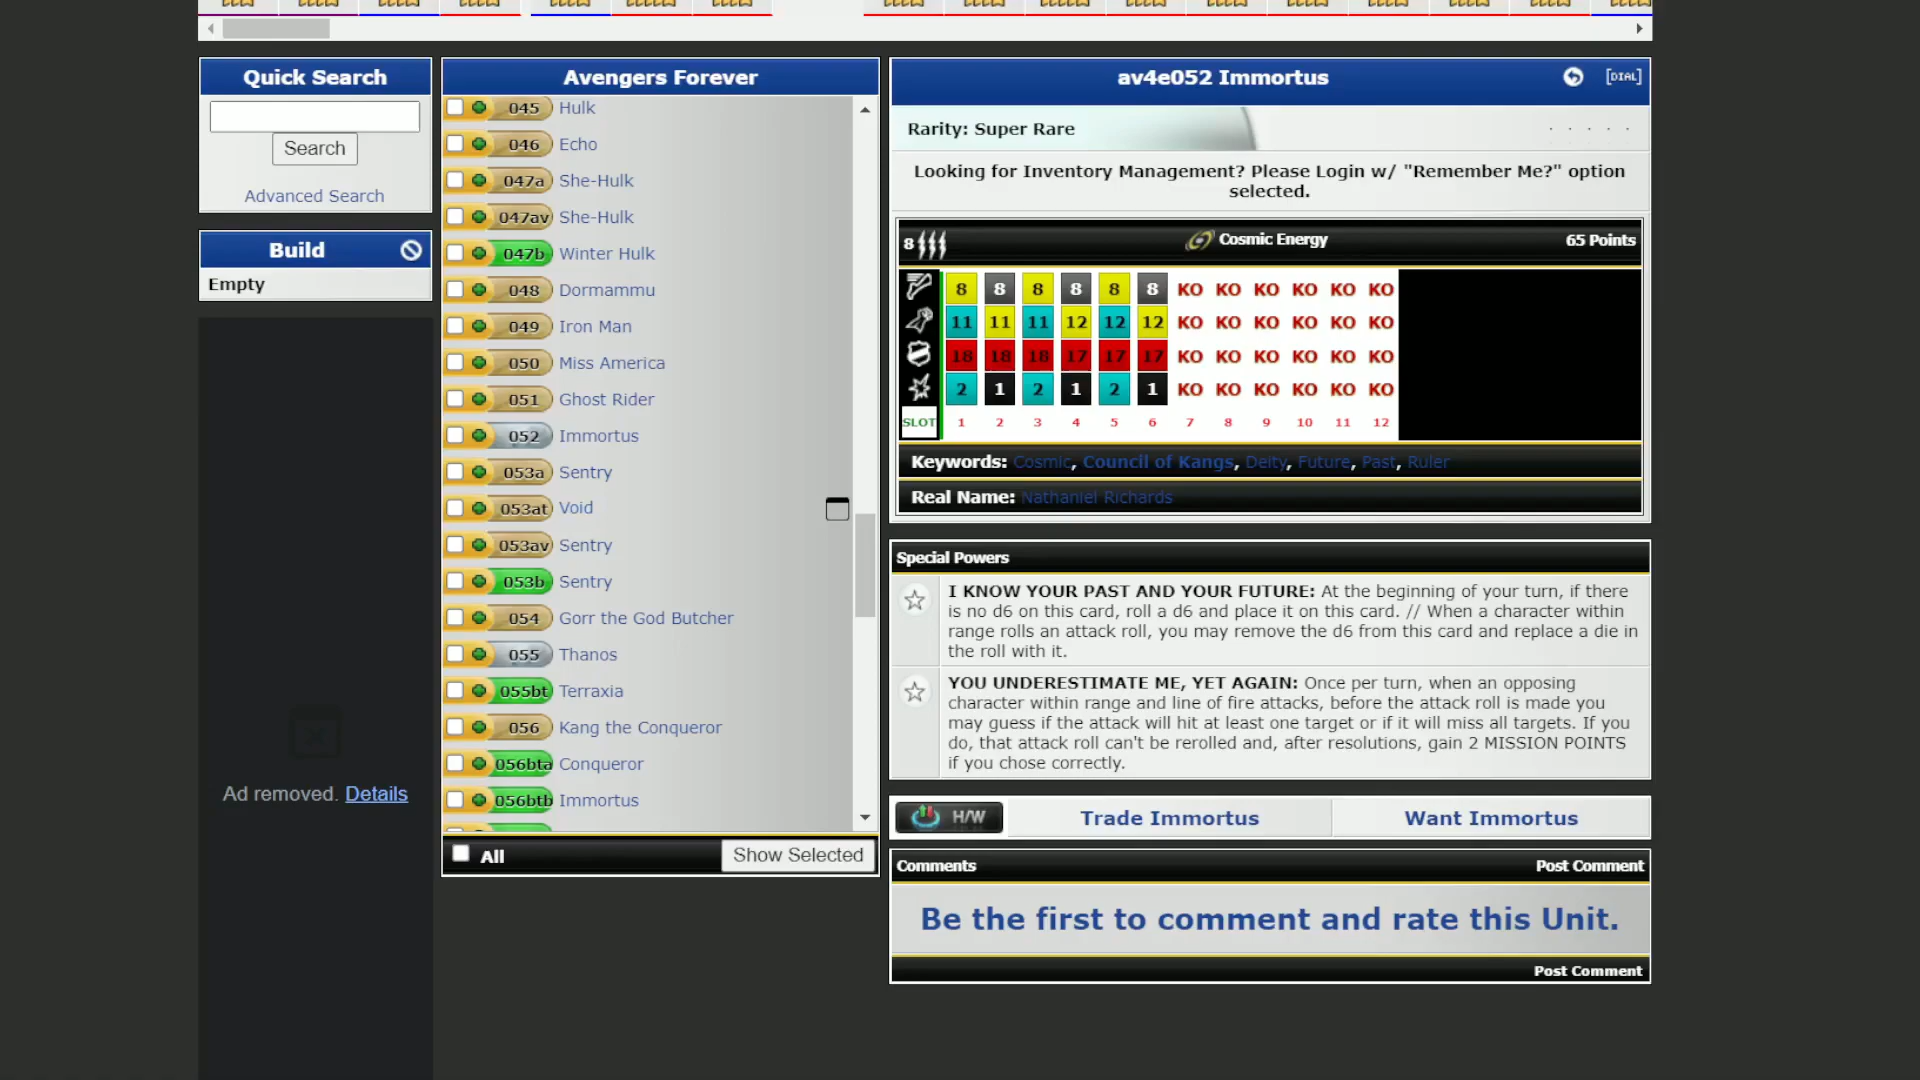 Quick Search
Search
Advanced Search
Build
Empty
Ad removed. Details
Avengers Forever
045 Hulk
046 Echo
047a She-Hulk
047av She-Hulk
047b Winter Hulk
048 Dormammu
049 Iron Man
050 Miss America
051 Ghost Rider
052 Immortus
053a Sentry
053at Void
053av Sentry
053b Sentry
054 Gorr the God Butcher
055 Thanos
055bt Terraxia
056 Kang the Conqueror
056bta Conqueror
056btb Immortus
All
Show Selected
av4e052 Immortus
[DIAL]
Rarity: Super Rare
Looking for Inventory Management? Please Login w/ "Remember Me?" option
selected.
8 Cosmic Energy 65 Points
8 8 8 8 8 8 KO KO KO KO KO KO
11 11 11 12 12 12 KO KO KO KO KO KO
18 18 18 17 17 17 KO KO KO KO KO KO
2 1 2 1 2 1 KO KO KO KO KO KO
SLOT 1 2 3 4 5 6 7 8 9 10 11 12
Keywords: Cosmic, Council of Kangs, Deity, Future, Past, Ruler
Real Name: Nathaniel Richards
Special Powers
I KNOW YOUR PAST AND YOUR FUTURE: At the beginning of your turn, if there
is no d6 on this card, roll a d6 and place it on this card. // When a character within
range rolls an attack roll, you may remove the d6 from this card and replace a die in
the roll with it.
YOU UNDERESTIMATE ME, YET AGAIN: Once per turn, when an opposing
character within range and line of fire attacks, before the attack roll is made you
may guess if the attack will hit at least one target or if it will miss all targets. If you
do, that attack roll can't be rerolled and, after resolutions, gain 2 MISSION POINTS
if you chose correctly.
H/W
Trade Immortus
Want Immortus
Comments
Post Comment
Be the first to comment and rate this Unit.
Post Comment